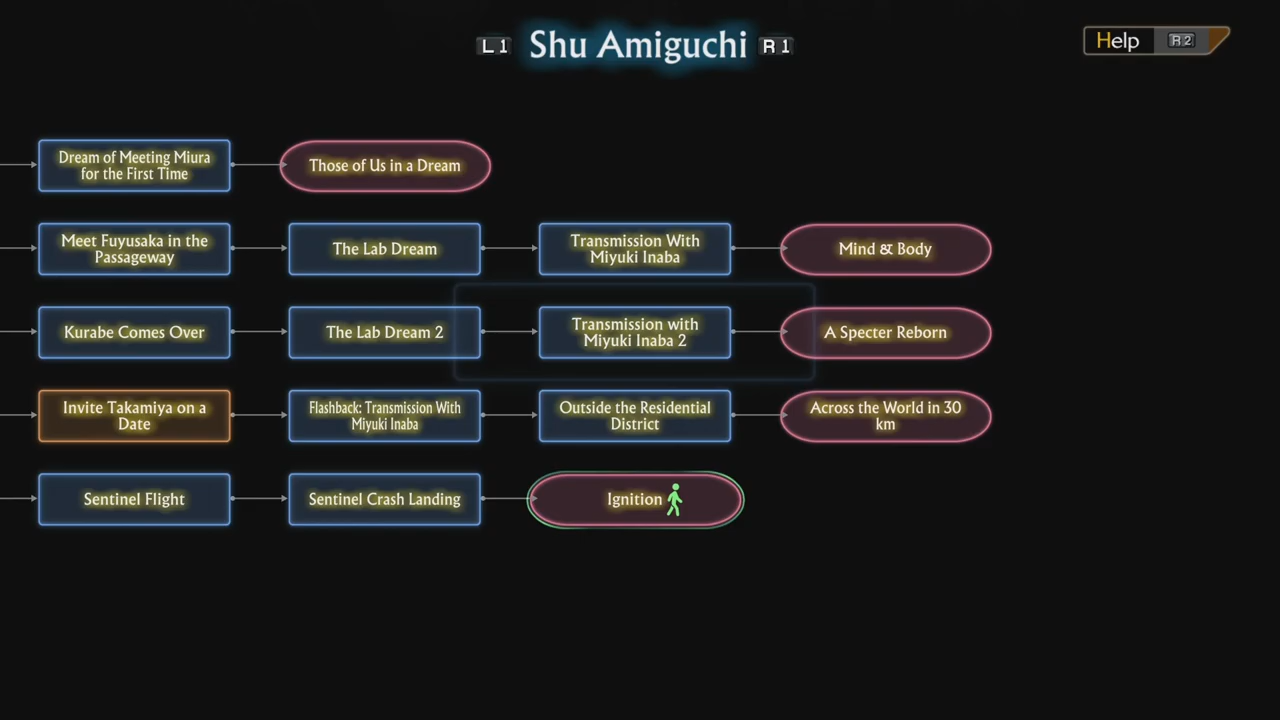 L1 Shu Amiguchi R1
Help R2
Dream of Meeting Miura
for the First Time
Those of Us in a Dream
Meet Fuyusaka in the
Passageway
The Lab Dream
Transmission With
Miyuki Inaba
Mind & Body
Kurabe Comes Over
The Lab Dream 2
Transmission with
Miyuki Inaba 2
A Specter Reborn
Invite Takamiya on a
Date
Flashback: Transmission With
Miyuki Inaba
Outside the Residential
District
Across the World in 30
km
Sentinel Flight
Sentinel Crash Landing
Ignition